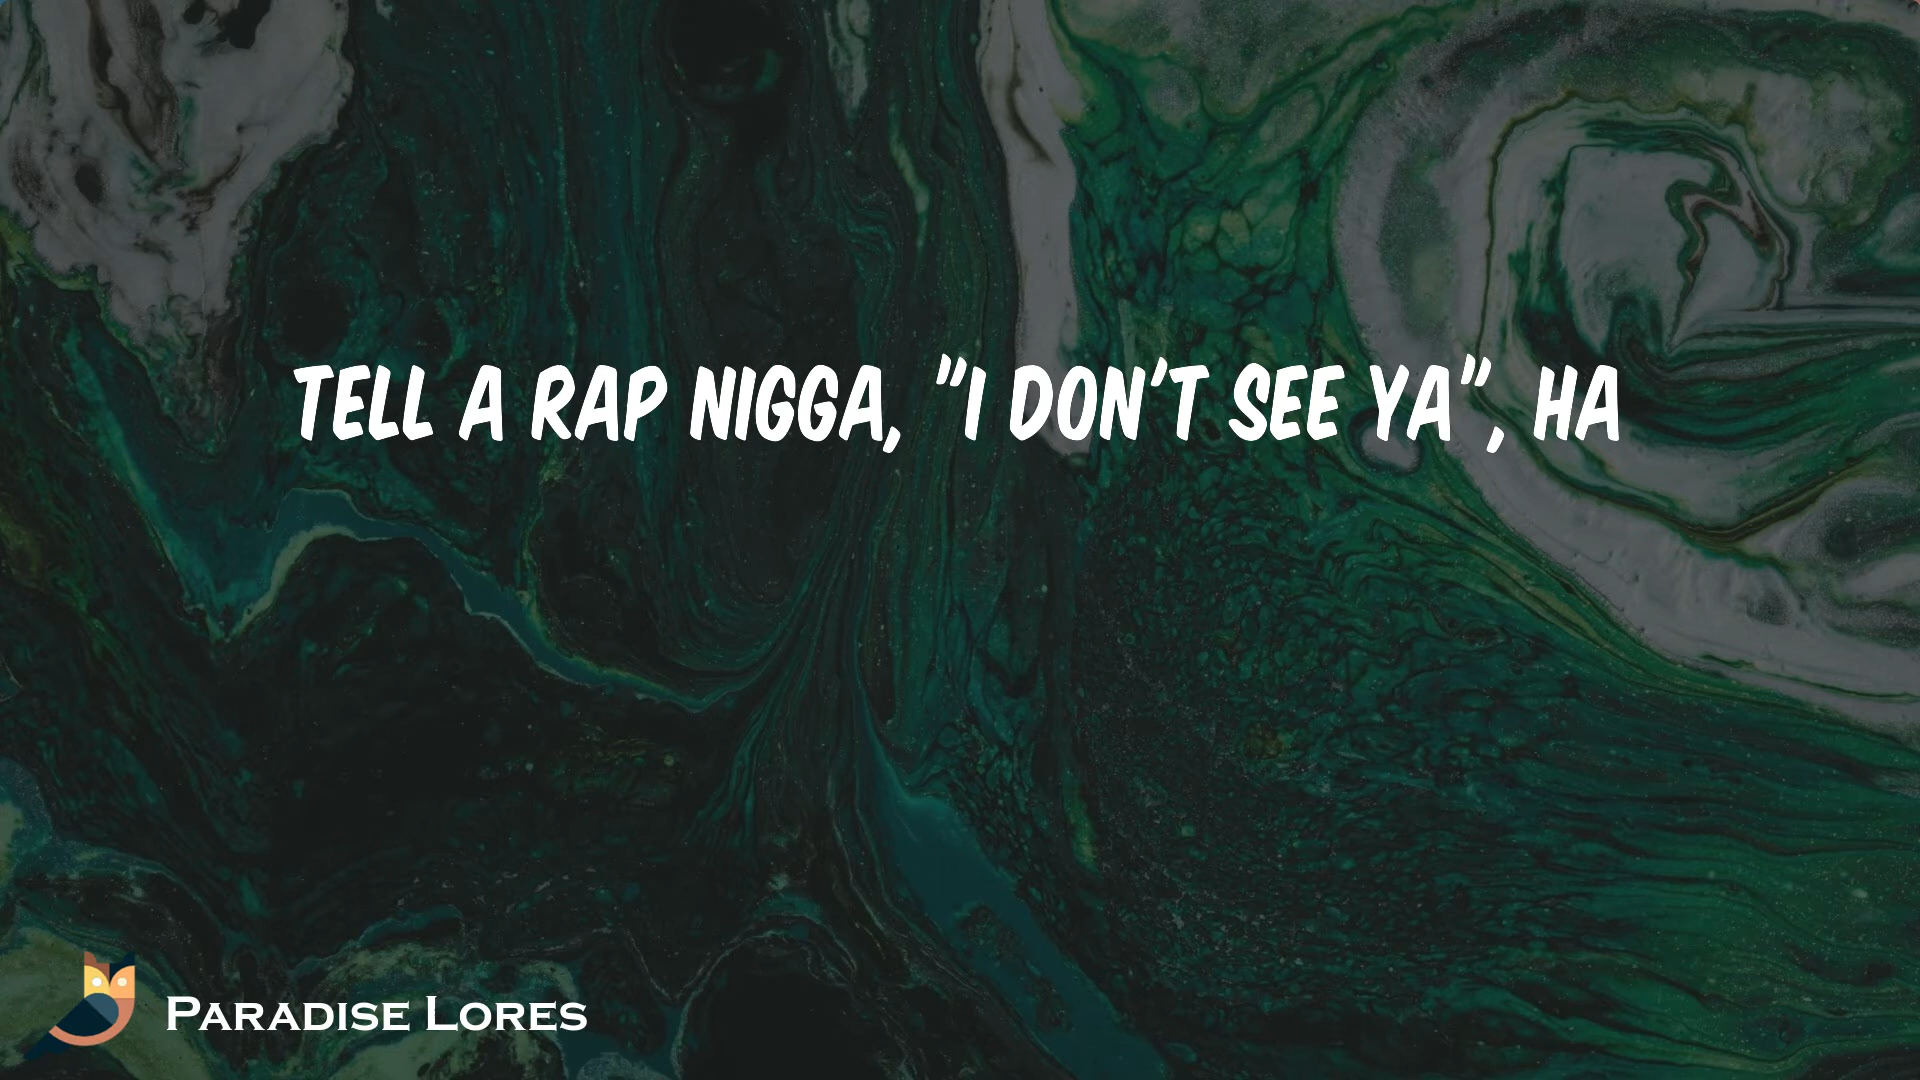 TELL A RAP NIGGA, "I DON'T SEE YA", HA
PARADISE LORES